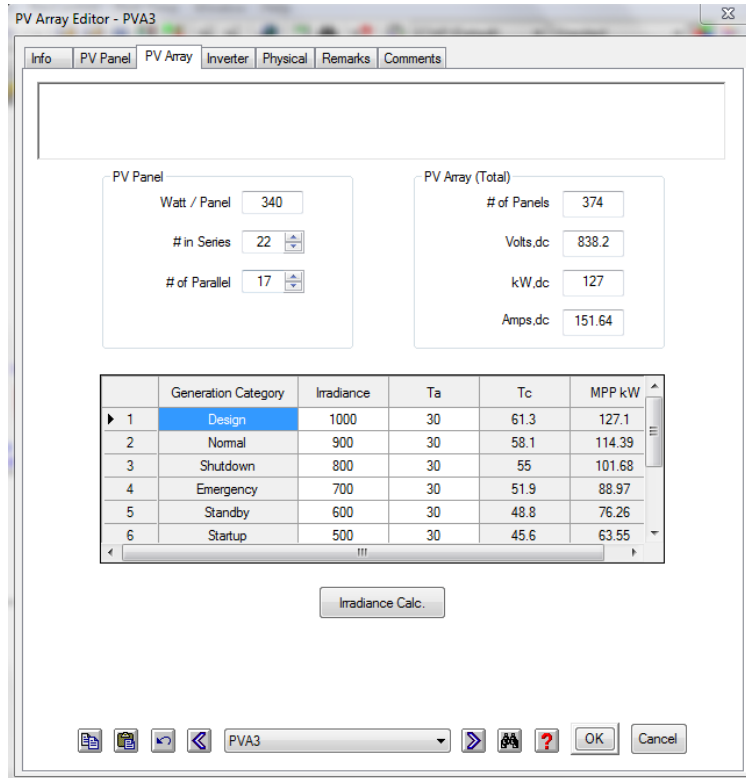 PV Array Editor - PVA3
Info PV Panel PV Array Inverter Physical Remarks Comments
PV Panel
Watt / Panel 340
# in Series 22
# of Parallel 17
PV Array (Total)
# of Panels 374
Volts,dc 838.2
kW,dc 127
Amps,dc 151.64
Generation Category Irradiance Ta Tc MPP kW
1 Design 1000 30 61.3 127.1
2 Normal 900 30 58.1 114.39
3 Shutdown 800 30 55 101.68
4 Emergency 700 30 51.9 88.97
5 Standby 600 30 48.8 76.26
6 Startup 500 30 45.6 63.55
Irradiance Calc.
PVA3 OK Cancel